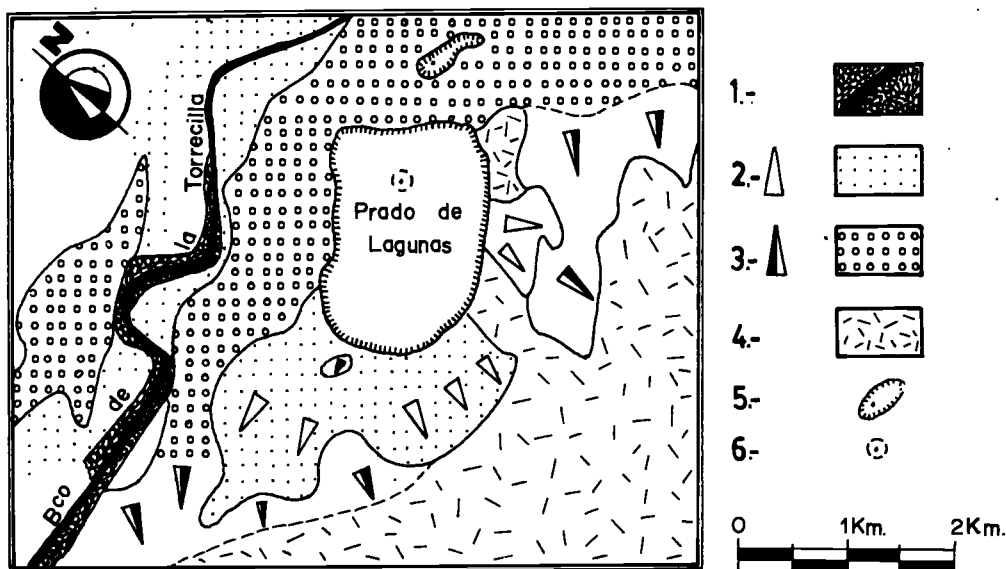 N
Torrecilla
la
de
Bco
Prado de
Lagunas
1.-
2.-
3.-
4.-
5.-
6.-
0 1Km. 2Km.